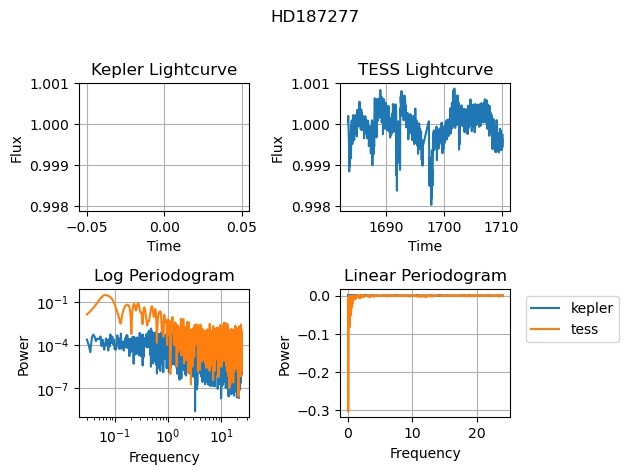 HD187277
Kepler Lightcurve
TESS Lightcurve
1.001
1.000
0.999
0.998
Flux
−0.05
0.00
0.05
Time
1.001
1.000
0.999
0.998
Flux
1690
1700
1710
Time
Log Periodogram
Linear Periodogram
10⁻¹
10⁻⁴
10⁻⁷
Power
10⁻¹
10⁰
10¹
Frequency
0.0
−0.1
−0.2
−0.3
Power
0
20
Frequency
kepler
tess